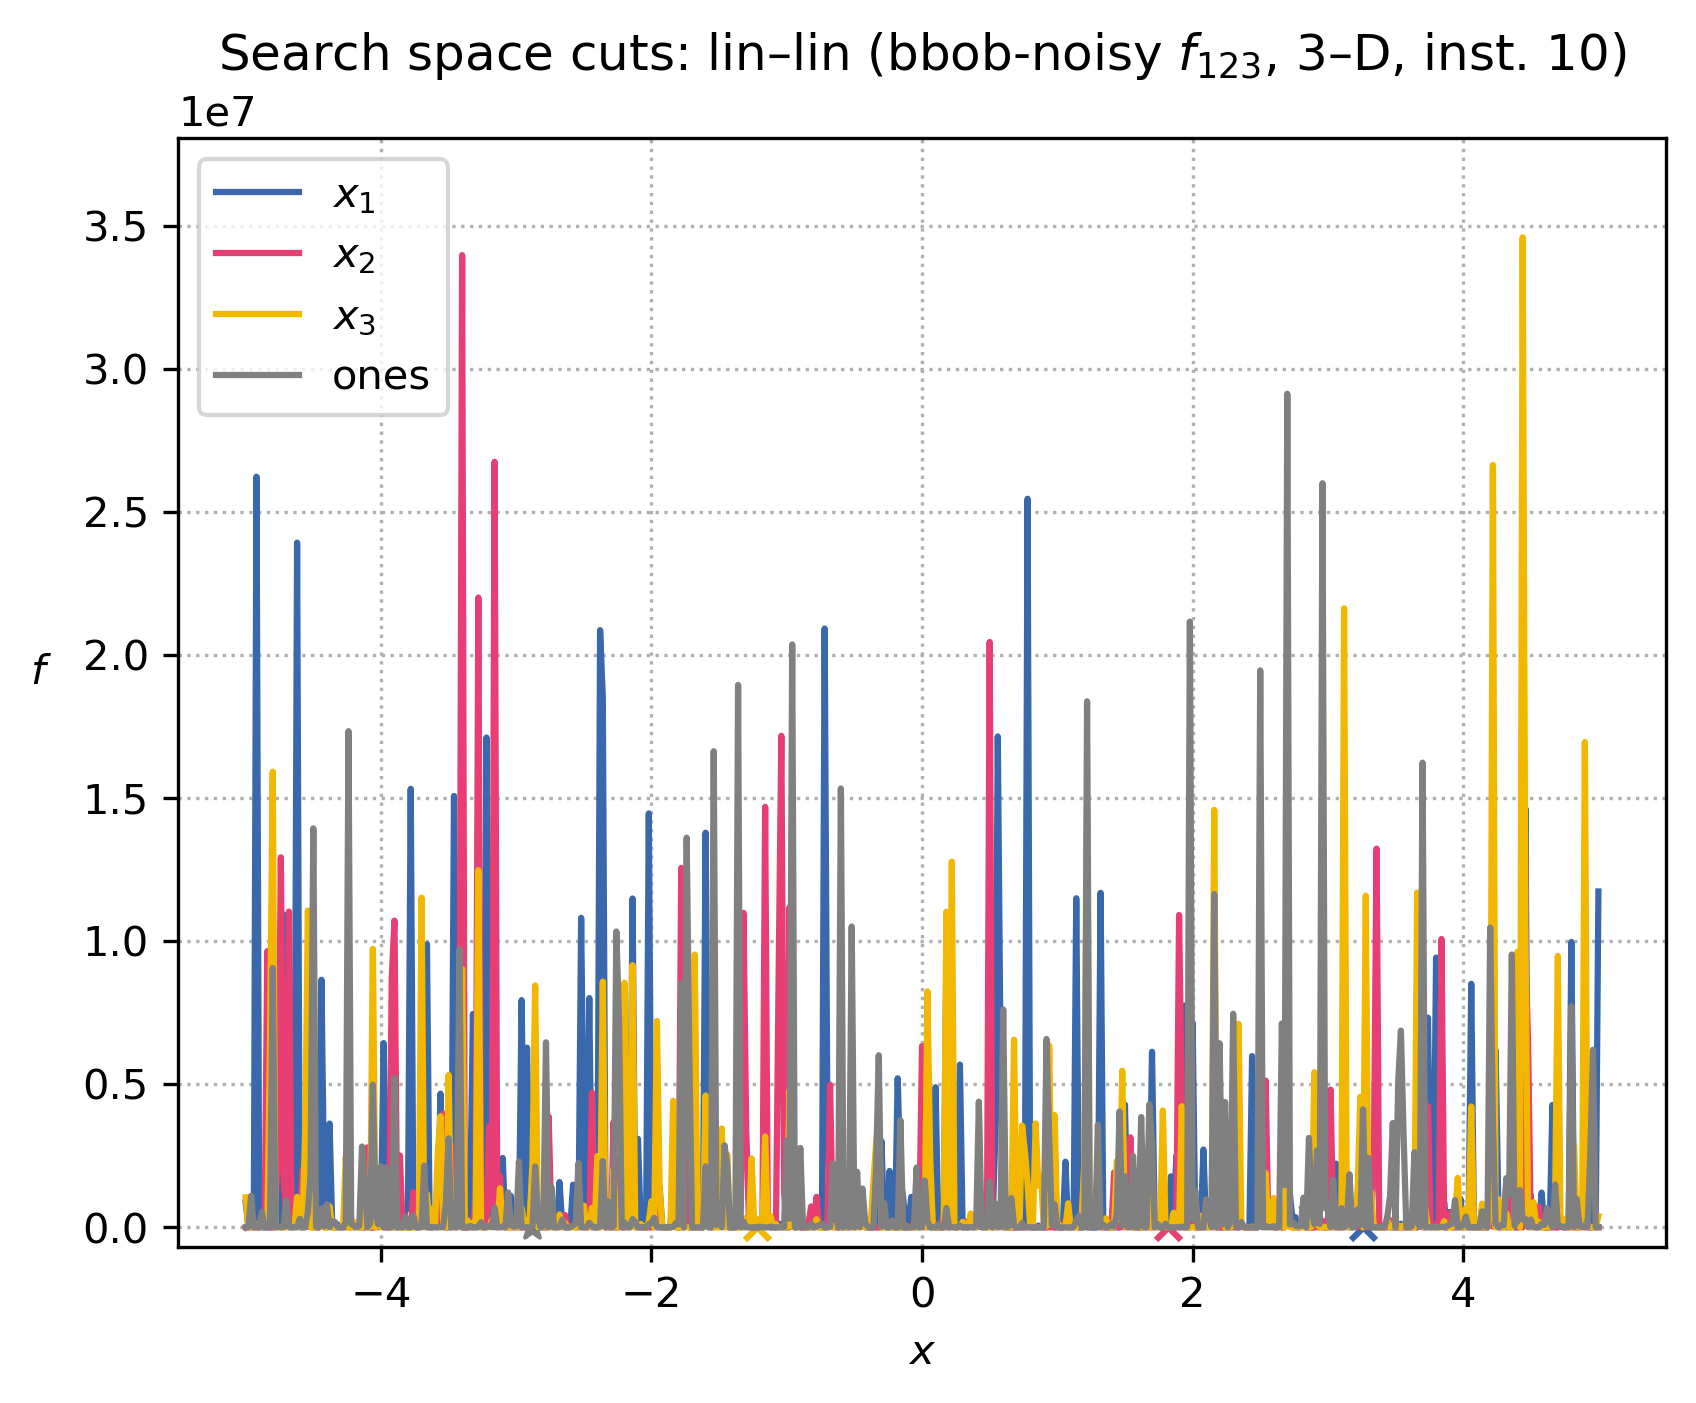 Search space cuts: lin–lin (bbob-noisy f₁₂₃, 3–D, inst. 10)
1e7
x₁
x₂
x₃
ones
3.5
3.0
2.5
2.0
1.5
1.0
0.5
0.0
f
−4
−2
0
2
4
x